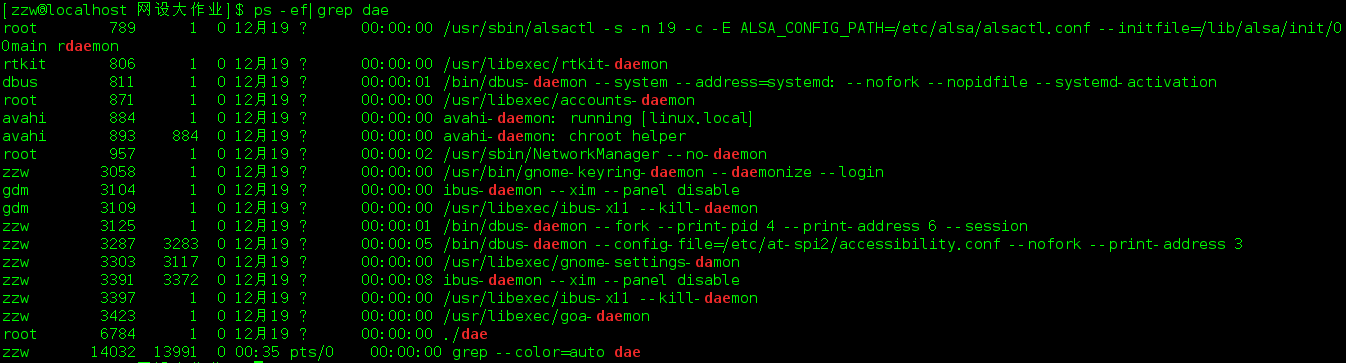 [zzw@localhost 网设大作业]$ ps -ef|grep dae
root 789 1 0 12月19 ? 00:00:00 /usr/sbin/alsactl -s -n 19 -c -E ALSA_CONFIG_PATH=/etc/alsa/alsactl.conf --initfile=/lib/alsa/init/0
0main rdaemon
rtkit 806 1 0 12月19 ? 00:00:00 /usr/libexec/rtkit-daemon
dbus 811 1 0 12月19 ? 00:00:01 /bin/dbus-daemon --system --address=systemd: --nofork --nopidfile --systemd-activation
root 871 1 0 12月19 ? 00:00:00 /usr/libexec/accounts-daemon
avahi 884 1 0 12月19 ? 00:00:00 avahi-daemon: running [linux.local]
avahi 893 884 0 12月19 ? 00:00:00 avahi-daemon: chroot helper
root 957 1 0 12月19 ? 00:00:02 /usr/sbin/NetworkManager --no-daemon
zzw 3058 1 0 12月19 ? 00:00:00 /usr/bin/gnome-keyring-daemon --daemonize --login
gdm 3104 1 0 12月19 ? 00:00:00 ibus-daemon --xim --panel disable
gdm 3109 1 0 12月19 ? 00:00:00 /usr/libexec/ibus-x11 --kill-daemon
zzw 3125 1 0 12月19 ? 00:00:01 /bin/dbus-daemon --fork --print-pid 4 --print-address 6 --session
zzw 3287 3283 0 12月19 ? 00:00:05 /bin/dbus-daemon --config-file=/etc/at-spi2/accessibility.conf --nofork --print-address 3
zzw 3303 3117 0 12月19 ? 00:00:00 /usr/libexec/gnome-settings-damon
zzw 3391 3372 0 12月19 ? 00:00:08 ibus-daemon --xim --panel disable
zzw 3397 1 0 12月19 ? 00:00:00 /usr/libexec/ibus-x11 --kill-daemon
zzw 3423 1 0 12月19 ? 00:00:00 /usr/libexec/goa-daemon
root 6784 1 0 12月19 ? 00:00:00 ./dae
zzw 14032 13991 0 00:35 pts/0 00:00:00 grep --color=auto dae